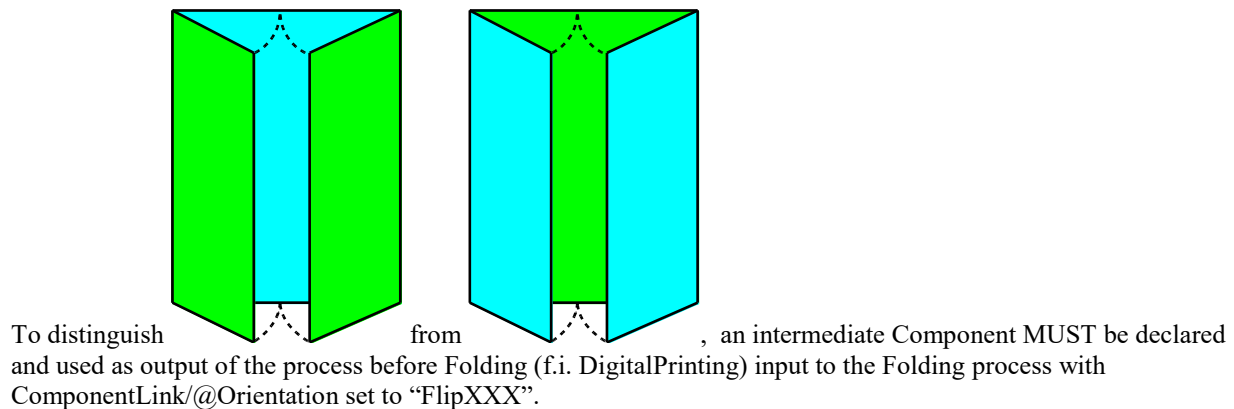 To distinguish from , an intermediate Component MUST be declared
and used as output of the process before Folding (f.i. DigitalPrinting) input to the Folding process with
ComponentLink/@Orientation set to “FlipXXX”.